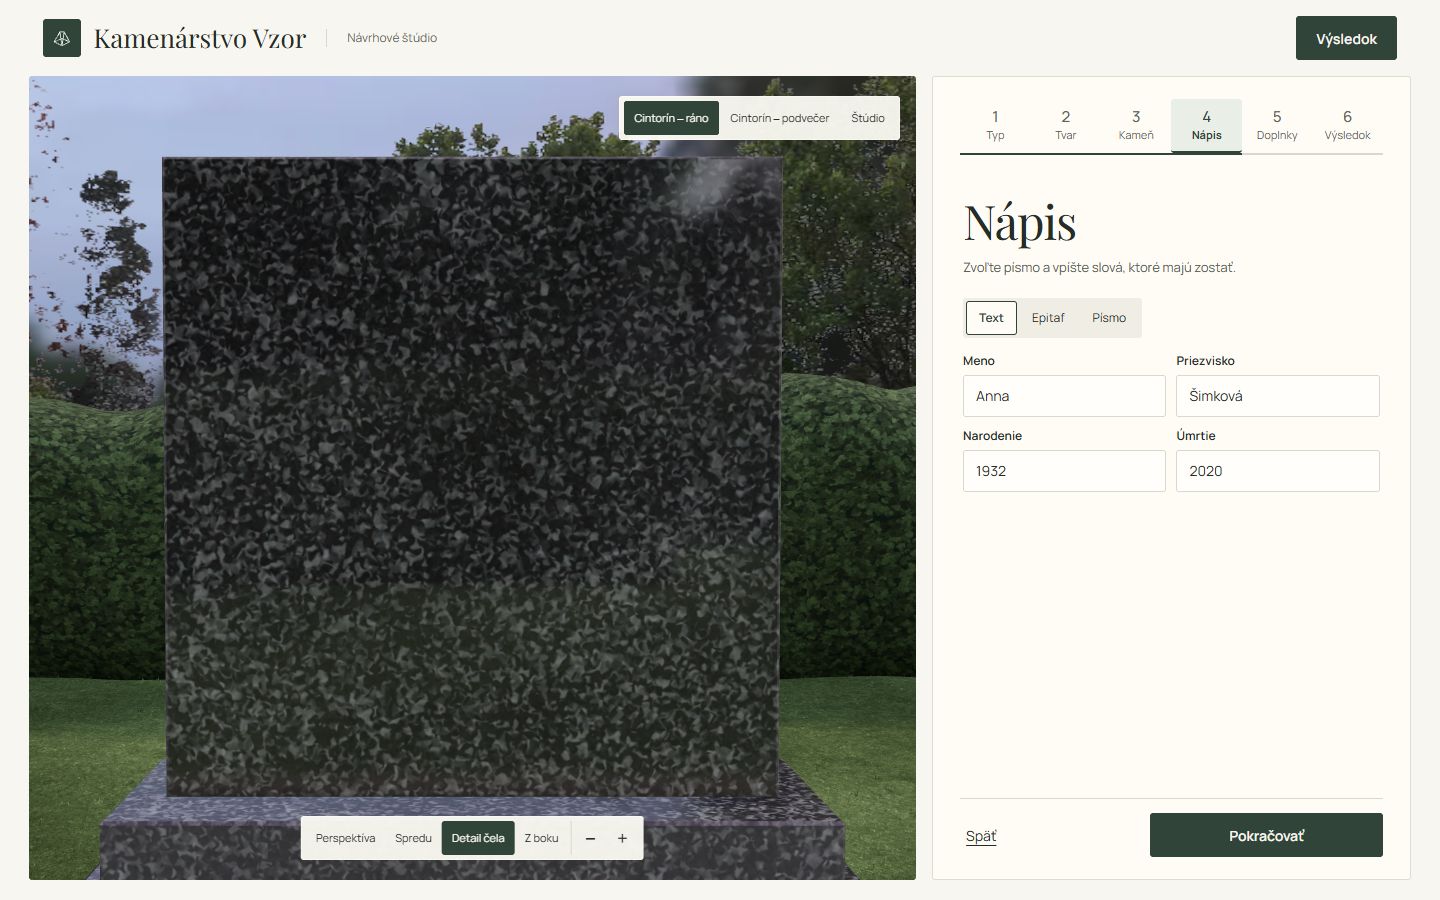 Kamenárstvo Vzor
Návrhové štúdio
Výsledok
Cintorín – ráno
Cintorín – podvečer
Štúdio
1
Typ
2
Tvar
3
Kameň
4
Nápis
5
Doplnky
6
Výsledok
Nápis
Zvoľte písmo a vpíšte slová, ktoré majú zostať.
Text
Epitaf
Písmo
Meno
Priezvisko
Anna
Šimková
Narodenie
Úmrtie
1932
2020
Perspektíva
Spredu
Detail čela
Z boku
−
+
Späť
Pokračovať